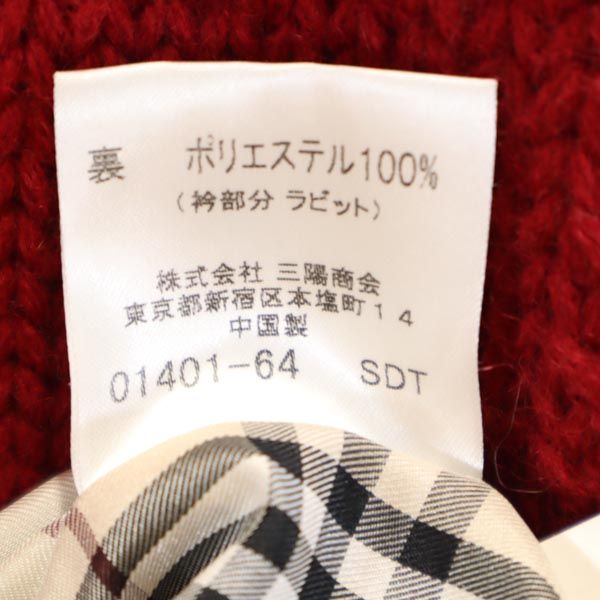 裏 ポリエステル100%
(衿部分 ラビット)
株式会社 三陽商会
東京都新宿区本塩町14
中国製
01401-64 SDT